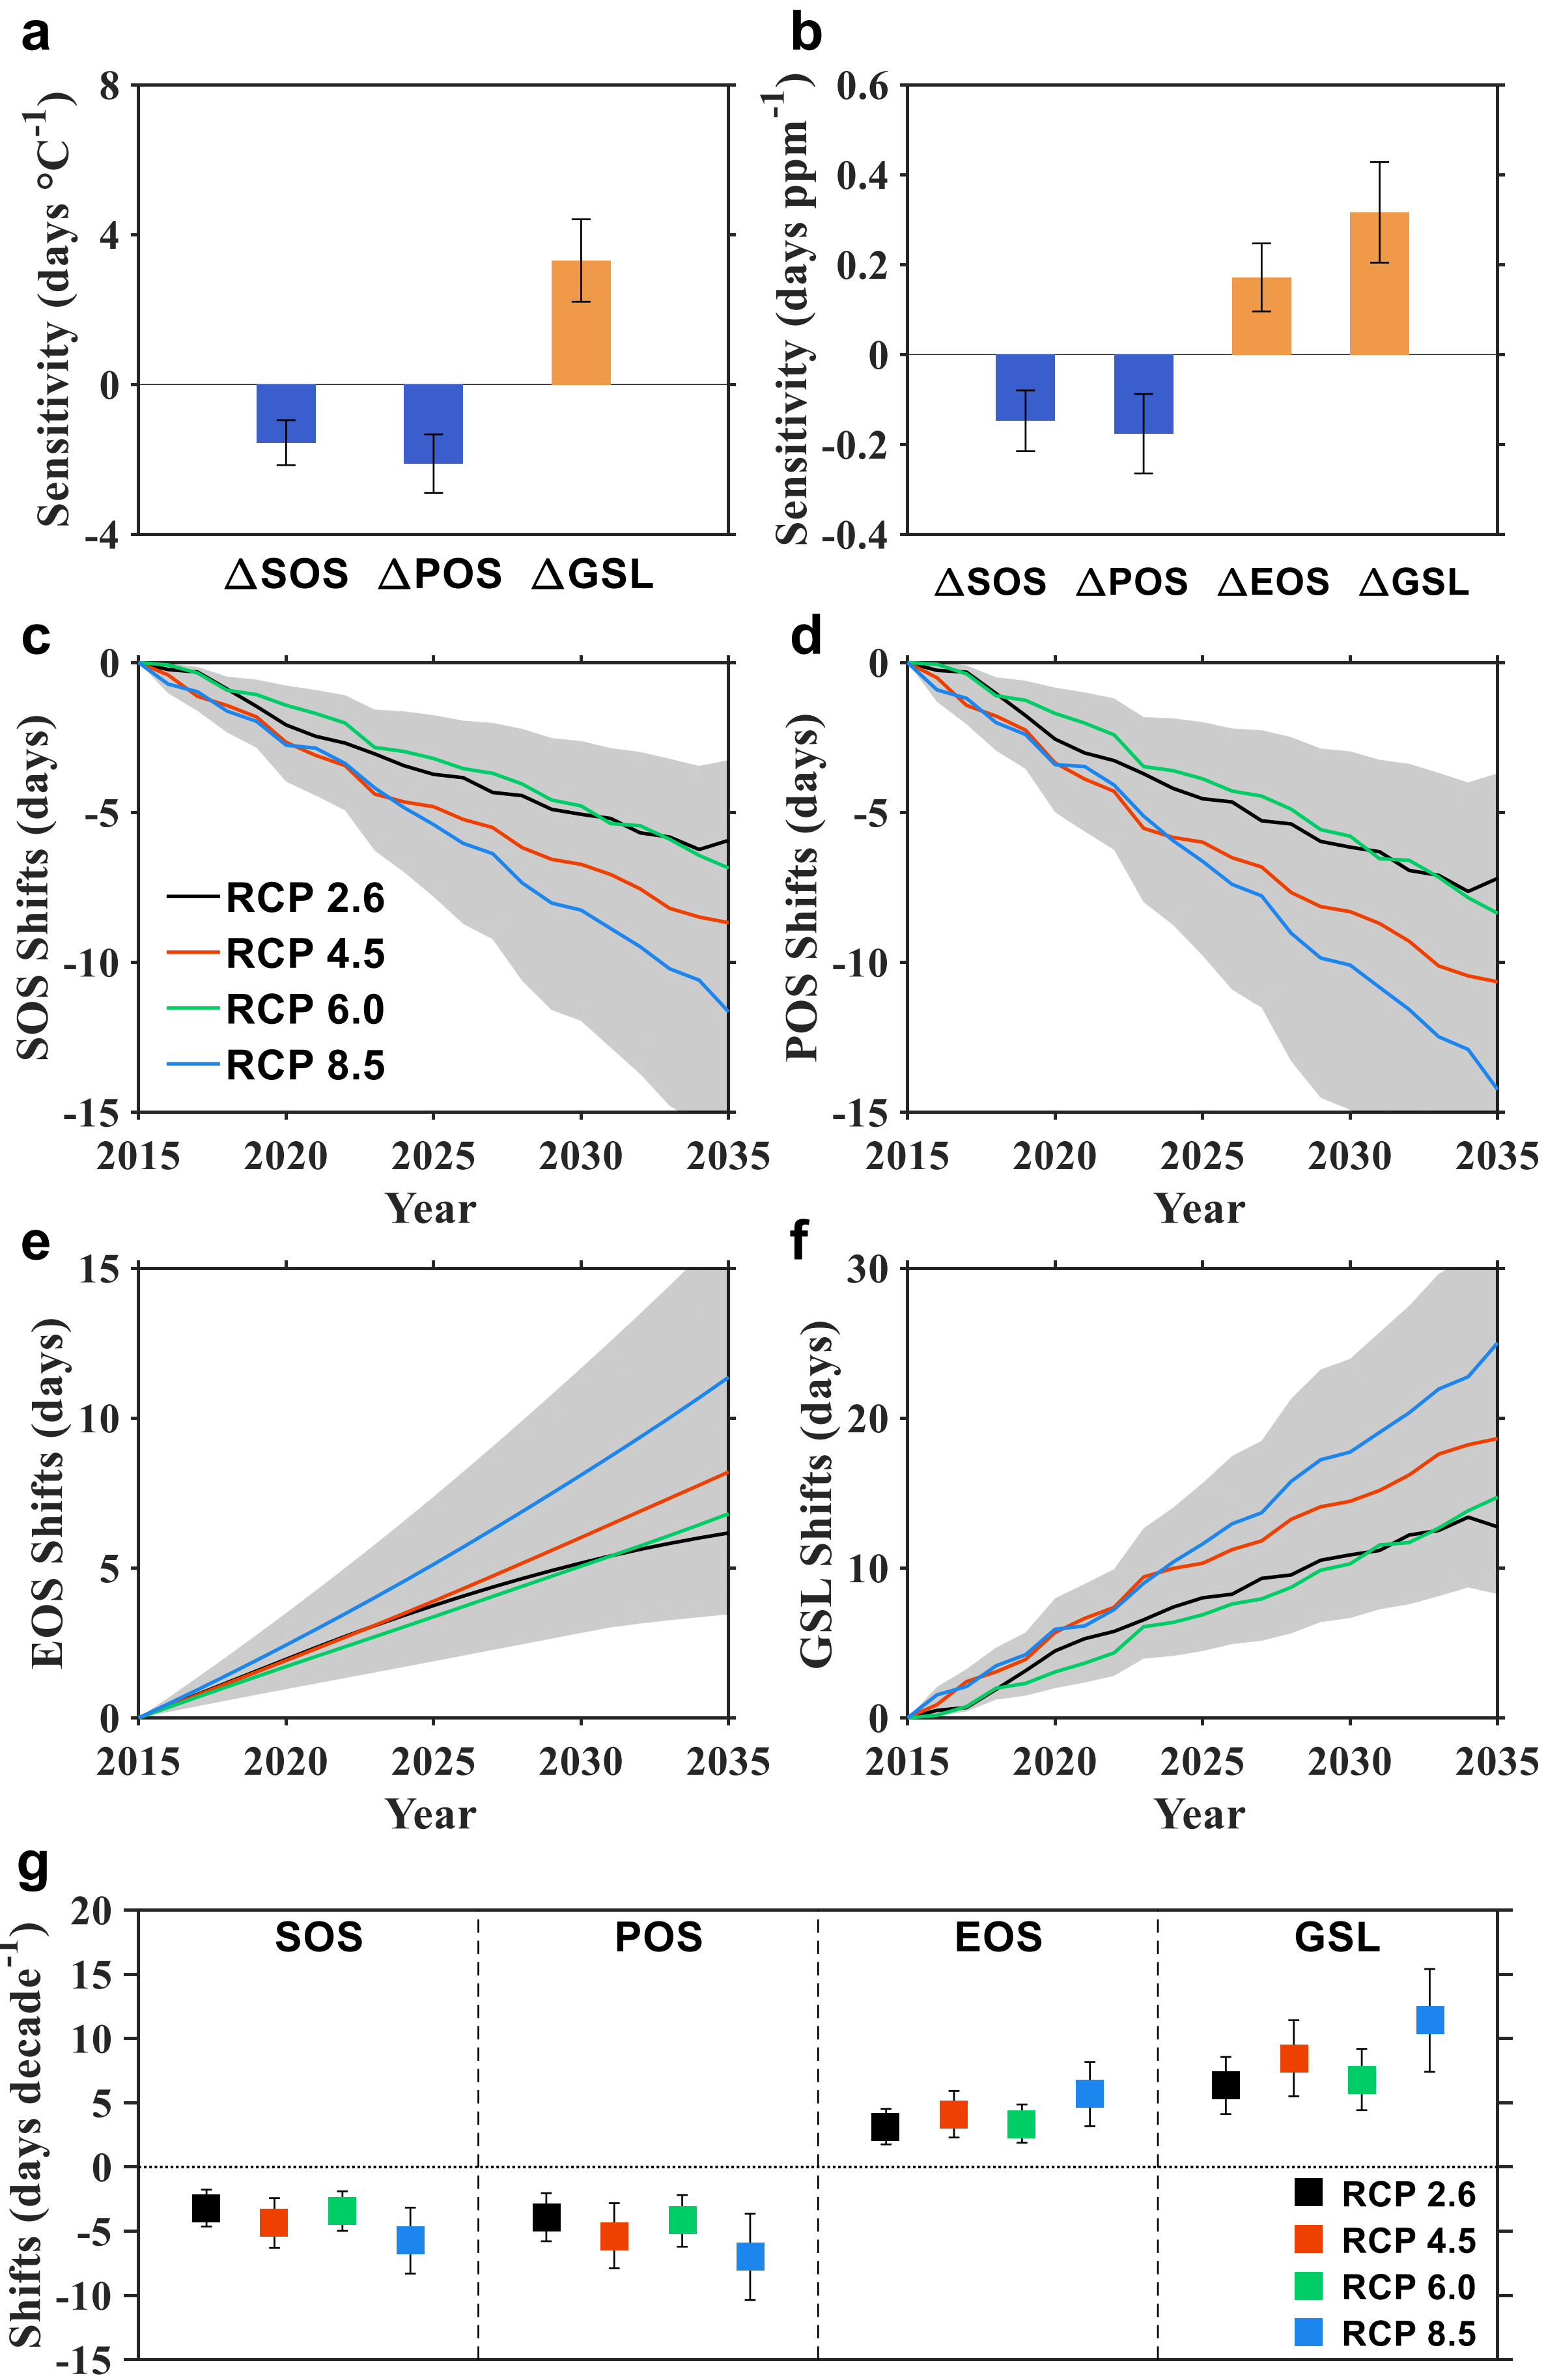 a
Sensitivity (days °C-1)
8
4
0
-4
ΔSOS ΔPOS ΔGSL
b
Sensitivity (days ppm-1)
0.6
0.4
0.2
0
-0.2
-0.4
ΔSOS ΔPOS ΔEOS ΔGSL
c
SOS Shifts (days)
0
-5
-10
-15
RCP 2.6
RCP 4.5
RCP 6.0
RCP 8.5
2015 2020 2025 2030 2035
Year
d
POS Shifts (days)
0
-5
-10
-15
2015 2020 2025 2030 2035
Year
e
EOS Shifts (days)
15
10
5
0
2015 2020 2025 2030 2035
Year
f
GSL Shifts (days)
30
20
10
0
2015 2020 2025 2030 2035
Year
g
Shifts (days decade-1)
20
15
10
5
0
-5
-10
-15
SOS POS EOS GSL
RCP 2.6
RCP 4.5
RCP 6.0
RCP 8.5